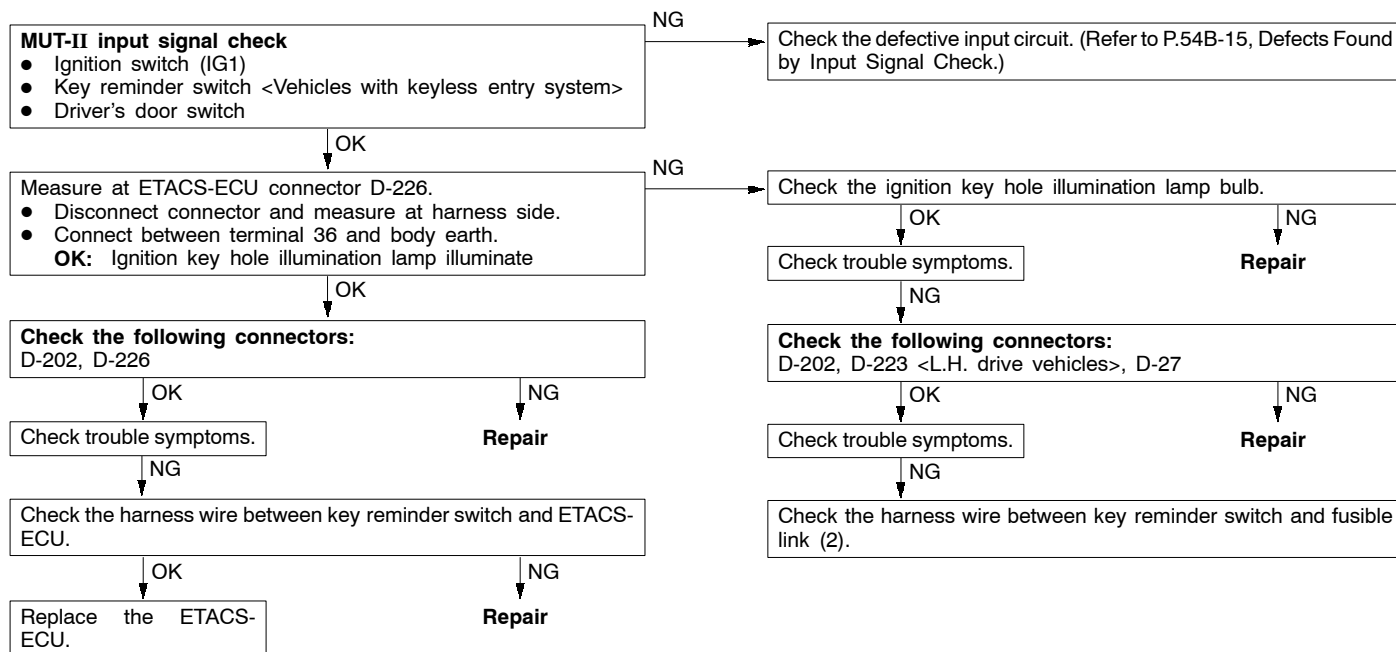 MUT-II input signal check
● Ignition switch (IG1)
● Key reminder switch <Vehicles with keyless entry system>
● Driver's door switch
NG
Check the defective input circuit. (Refer to P.54B-15, Defects Found
by Input Signal Check.)
OK
Measure at ETACS-ECU connector D-226.
● Disconnect connector and measure at harness side.
● Connect between terminal 36 and body earth.
OK: Ignition key hole illumination lamp illuminate
NG
Check the ignition key hole illumination lamp bulb.
OK
NG
Check trouble symptoms.
Repair
NG
OK
Check the following connectors:
D-202, D-226
Check the following connectors:
D-202, D-223 <L.H. drive vehicles>, D-27
OK
NG
OK
NG
Check trouble symptoms.
Repair
Check trouble symptoms.
Repair
NG
NG
Check the harness wire between key reminder switch and ETACS-
ECU.
Check the harness wire between key reminder switch and fusible
link (2).
OK
NG
Replace the ETACS-
ECU.
Repair